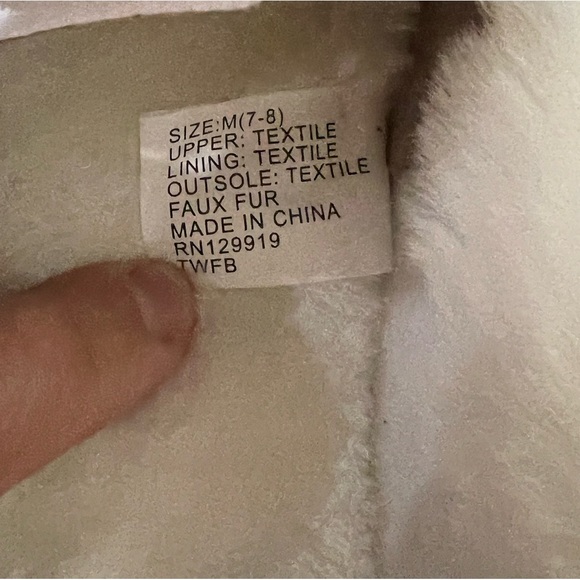 SIZE:M(7-8)
UPPER: TEXTILE
LINING: TEXTILE
OUTSOLE: TEXTILE
FAUX FUR
MADE IN CHINA
RN129919
TWFB